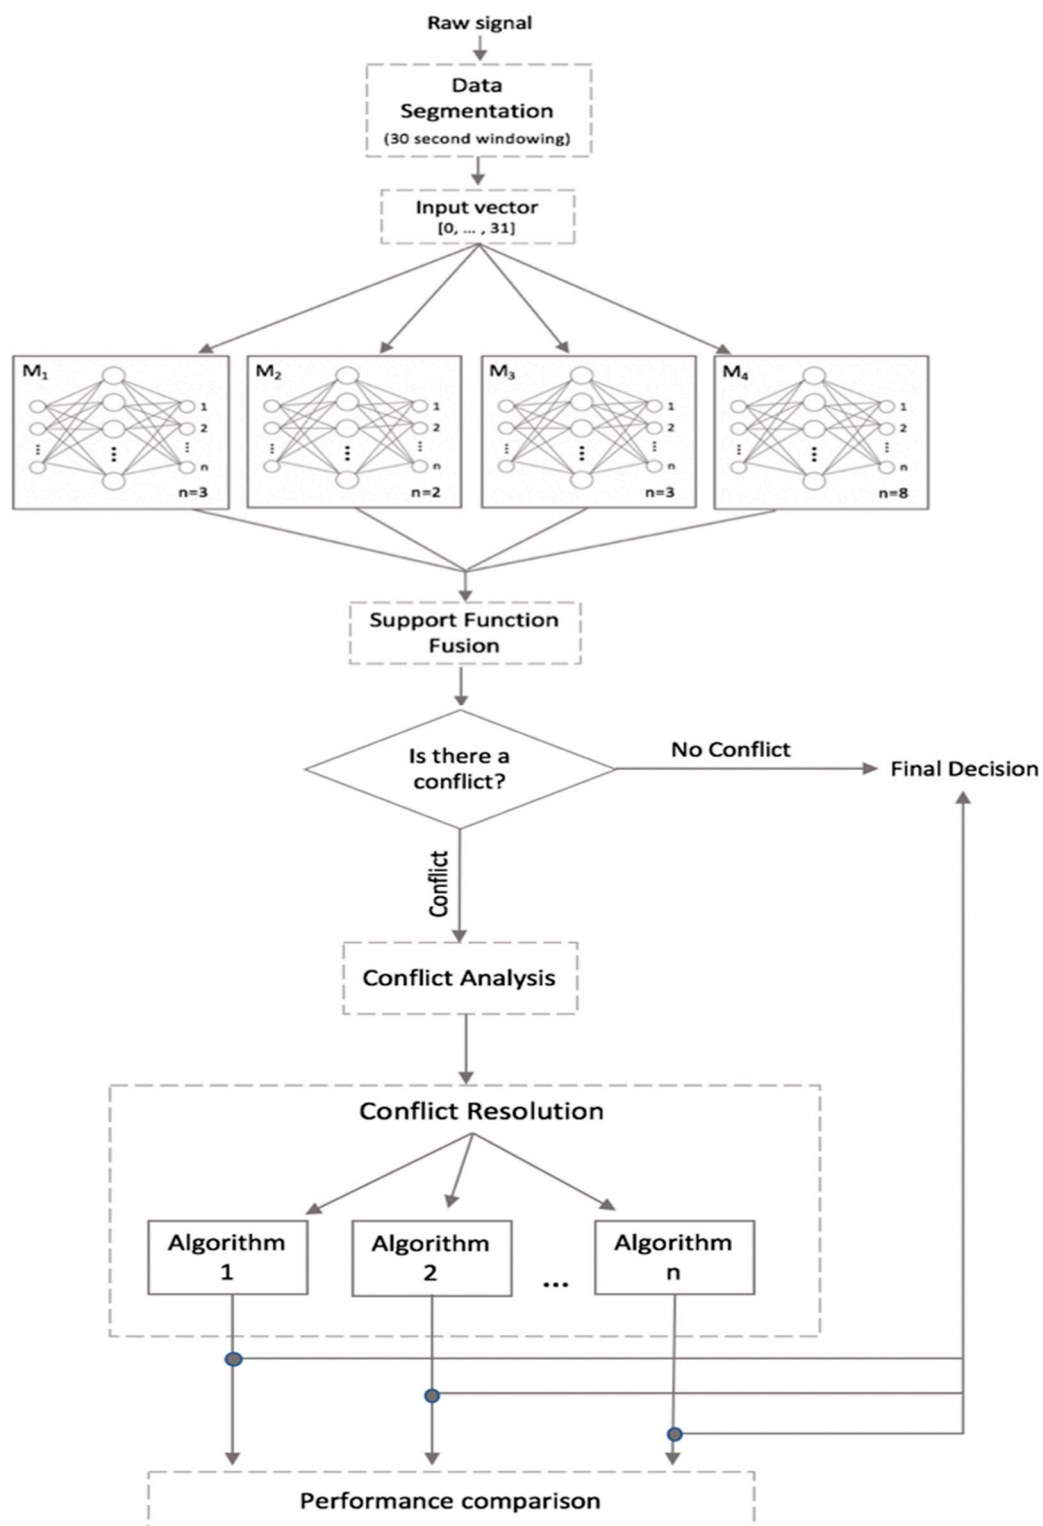 Raw signal
Data
Segmentation
(30 second windowing)
Input vector
[0, ... , 31]
M1
1
2
n
n=3
M2
1
2
n
n=2
M3
1
2
n
n=3
M4
1
2
n
n=8
Support Function
Fusion
Is there a
conflict?
No Conflict
Final Decision
Conflict
Conflict Analysis
Conflict Resolution
Algorithm
1
Algorithm
2
...
Algorithm
n
Performance comparison